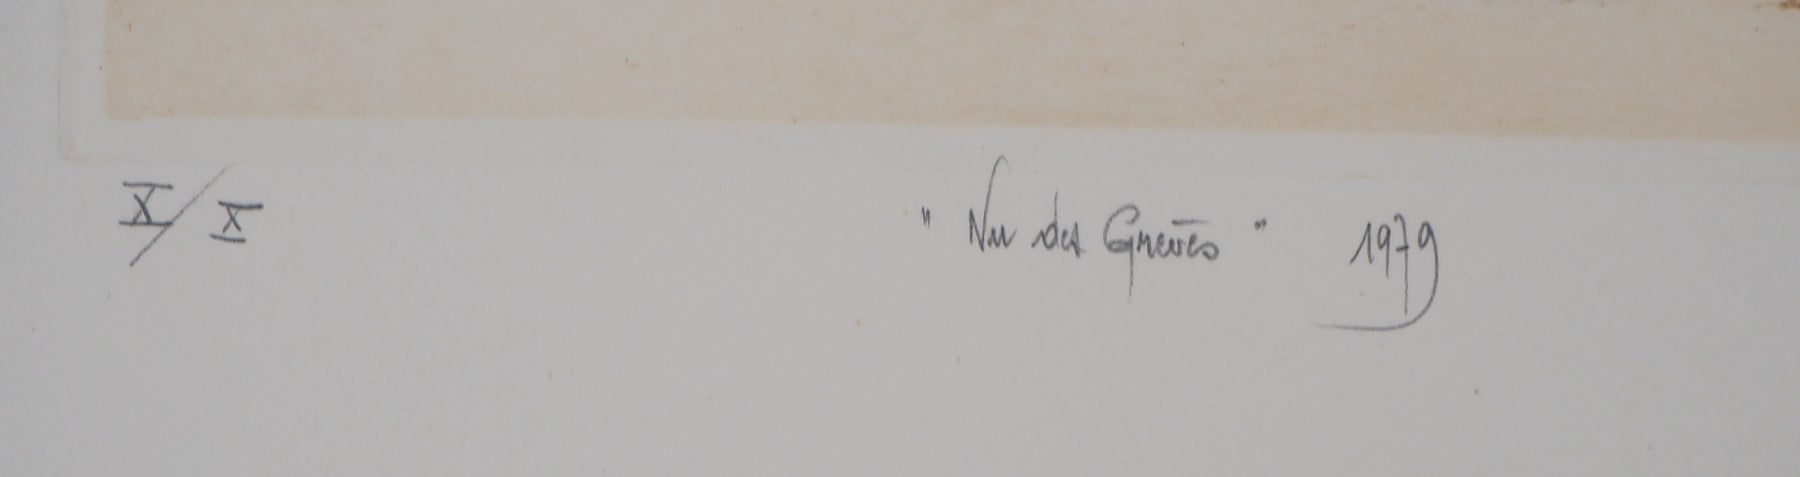 X/X " Nu des Grèves " 1979